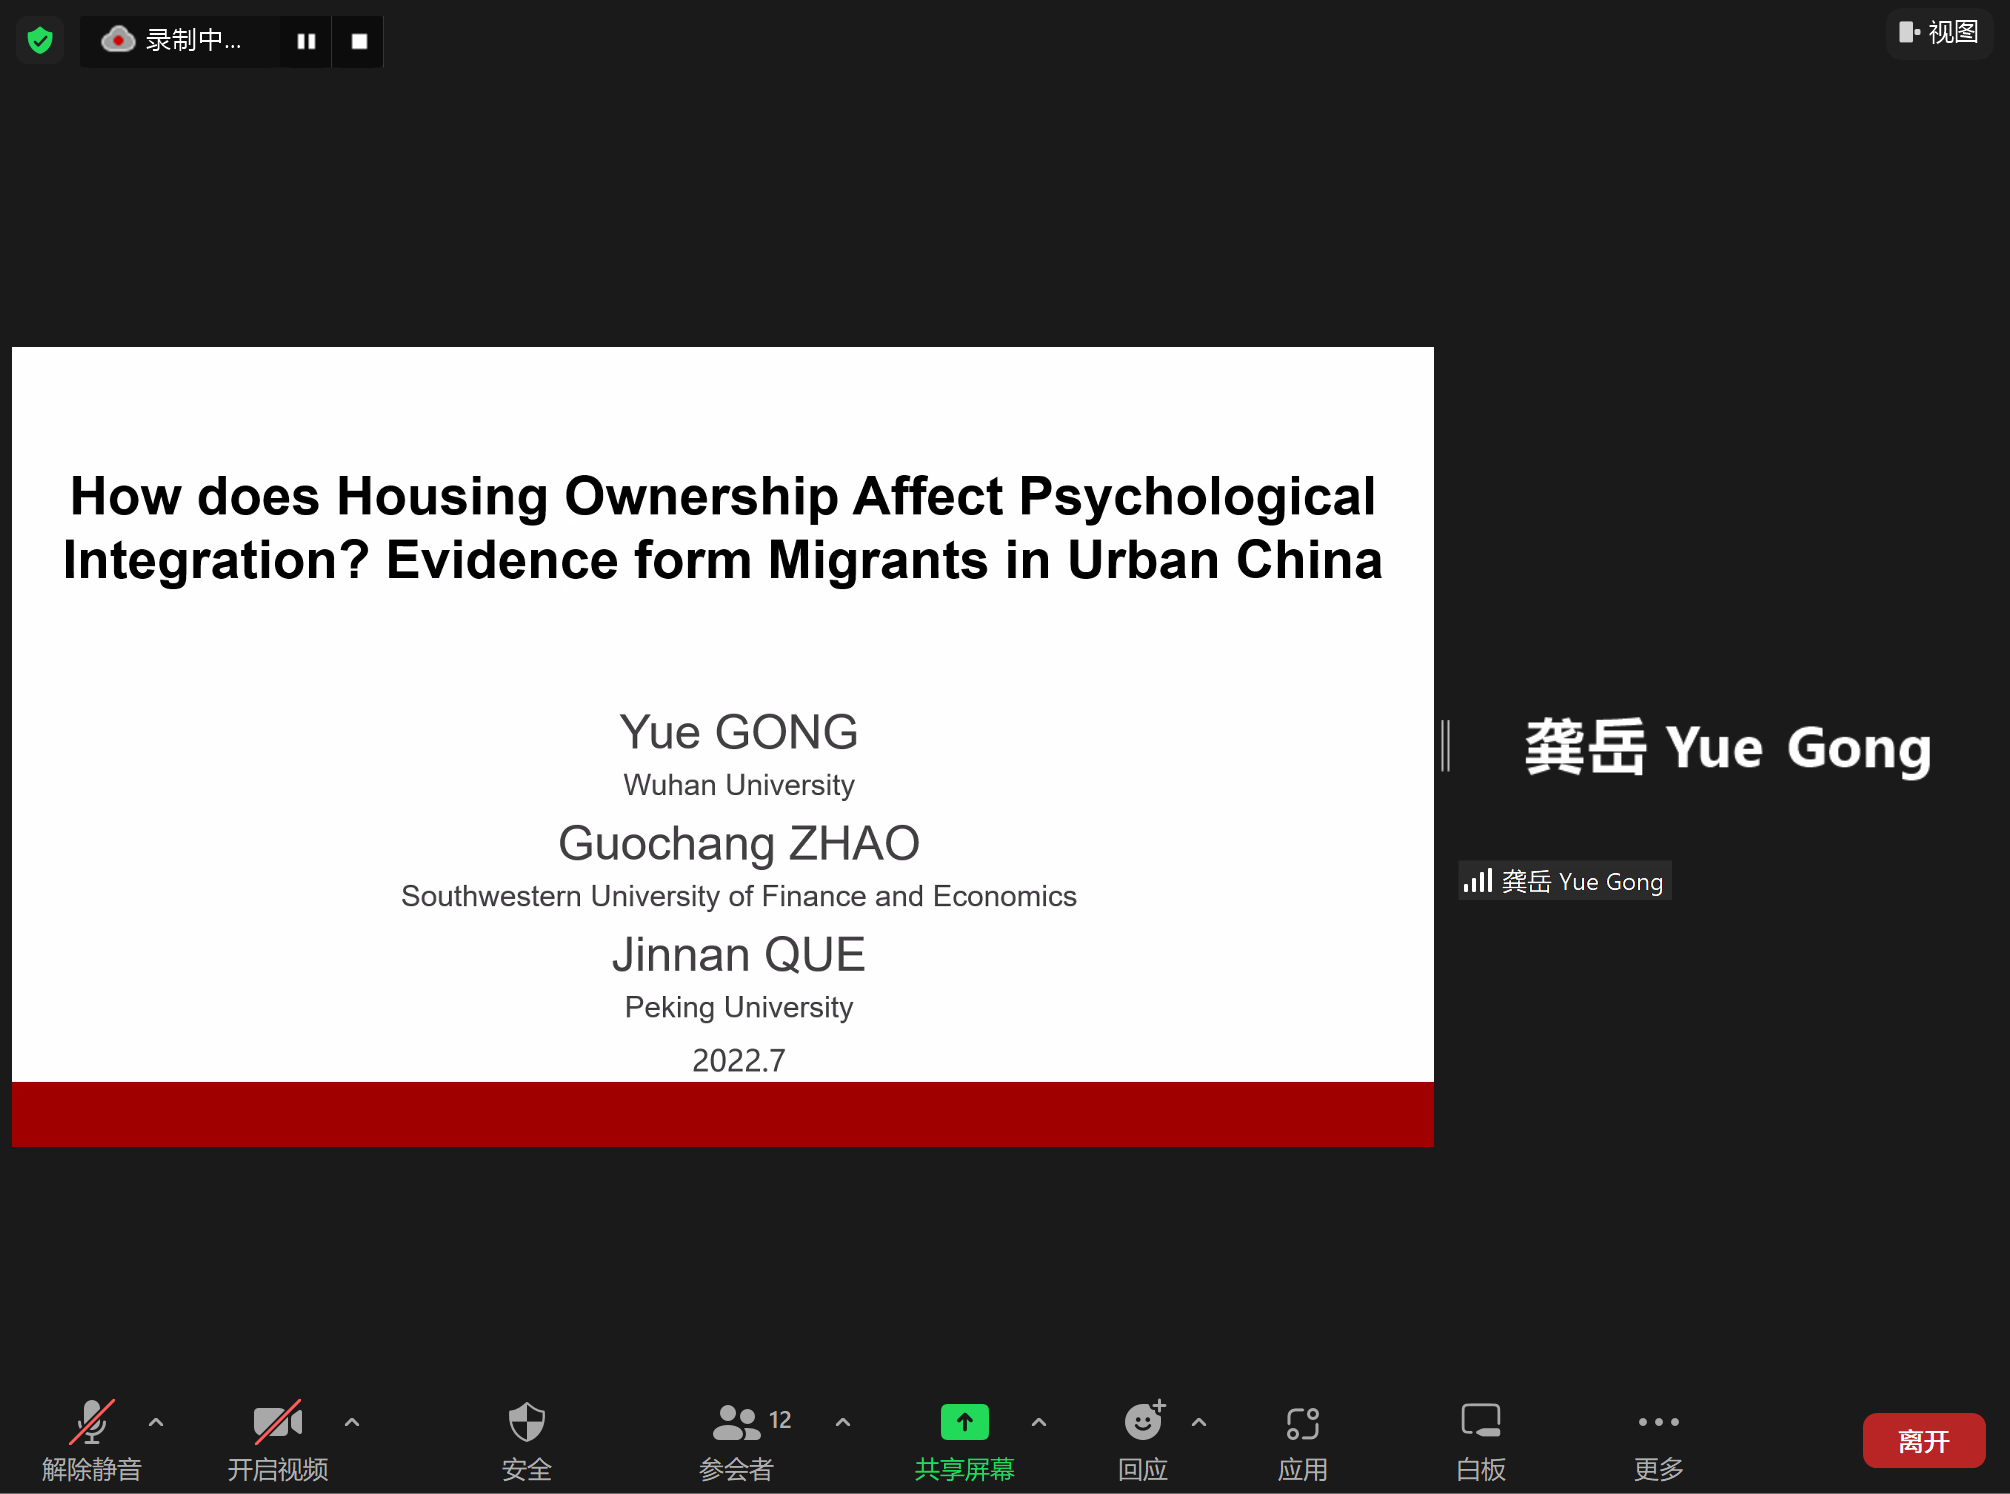 录制中...
视图
How does Housing Ownership Affect Psychological
Integration? Evidence form Migrants in Urban China
Yue GONG
Wuhan University
Guochang ZHAO
Southwestern University of Finance and Economics
Jinnan QUE
Peking University
2022.7
龚岳 Yue Gong
龚岳 Yue Gong
解除静音
开启视频
安全
12
参会者
共享屏幕
回应
应用
白板
更多
离开